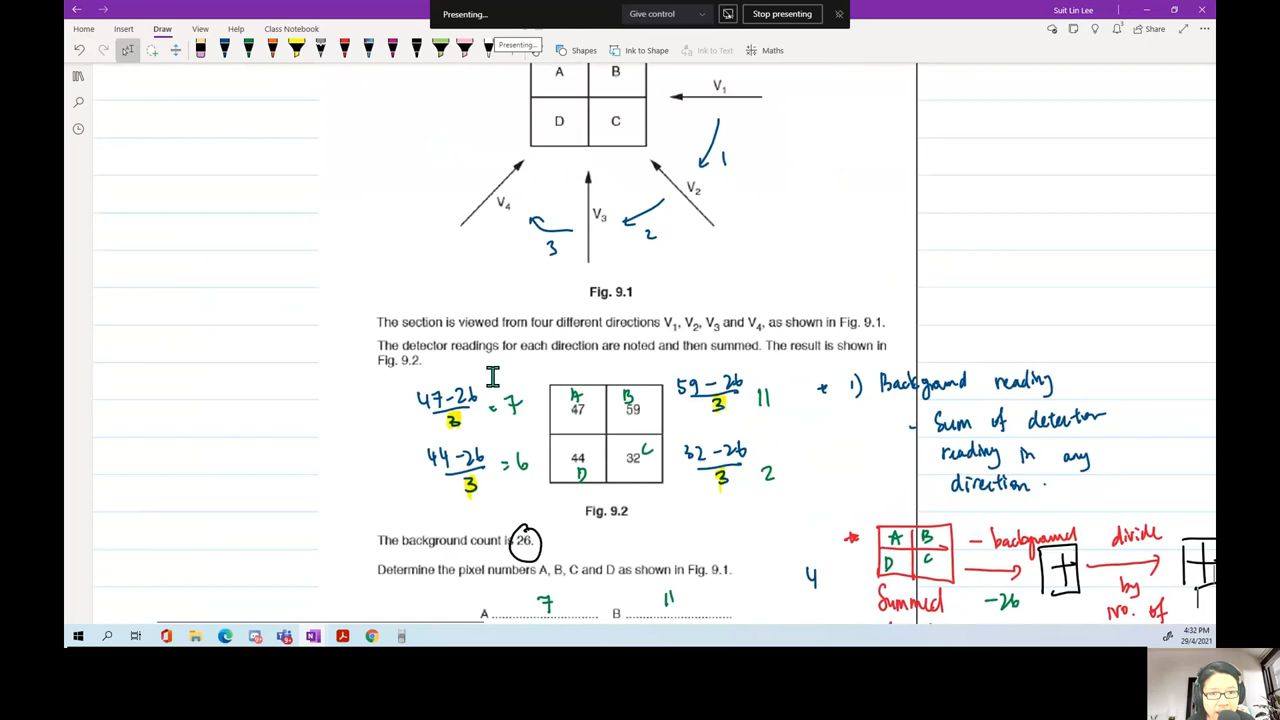 Suit Lin Lee
Presenting...
Give control
Stop presenting
Home Insert Draw View Help Class Notebook
Share
Presenting...
Shapes Ink to Shape Ink to Text Maths
A B
D C
V1
V2
V3
V4
1
2
3
Fig. 9.1
The section is viewed from four different directions V1, V2, V3 and V4, as shown in Fig. 9.1.
The detector readings for each direction are noted and then summed. The result is shown in
Fig. 9.2.
47-26
3
= 7
A B
47 59
59 - 26
3
11
44 - 26
3
= 6
44 32 C
D
32 - 26
3
2
* 1) Background reading
- Sum of detector
reading in any
direction.
Fig. 9.2
The background count is 26.
Determine the pixel numbers A, B, C and D as shown in Fig. 9.1.
A 7 B 11
4
* A B
D C
Summed
- background
-26
divide
by
No. of
4:32 PM
29/4/2021